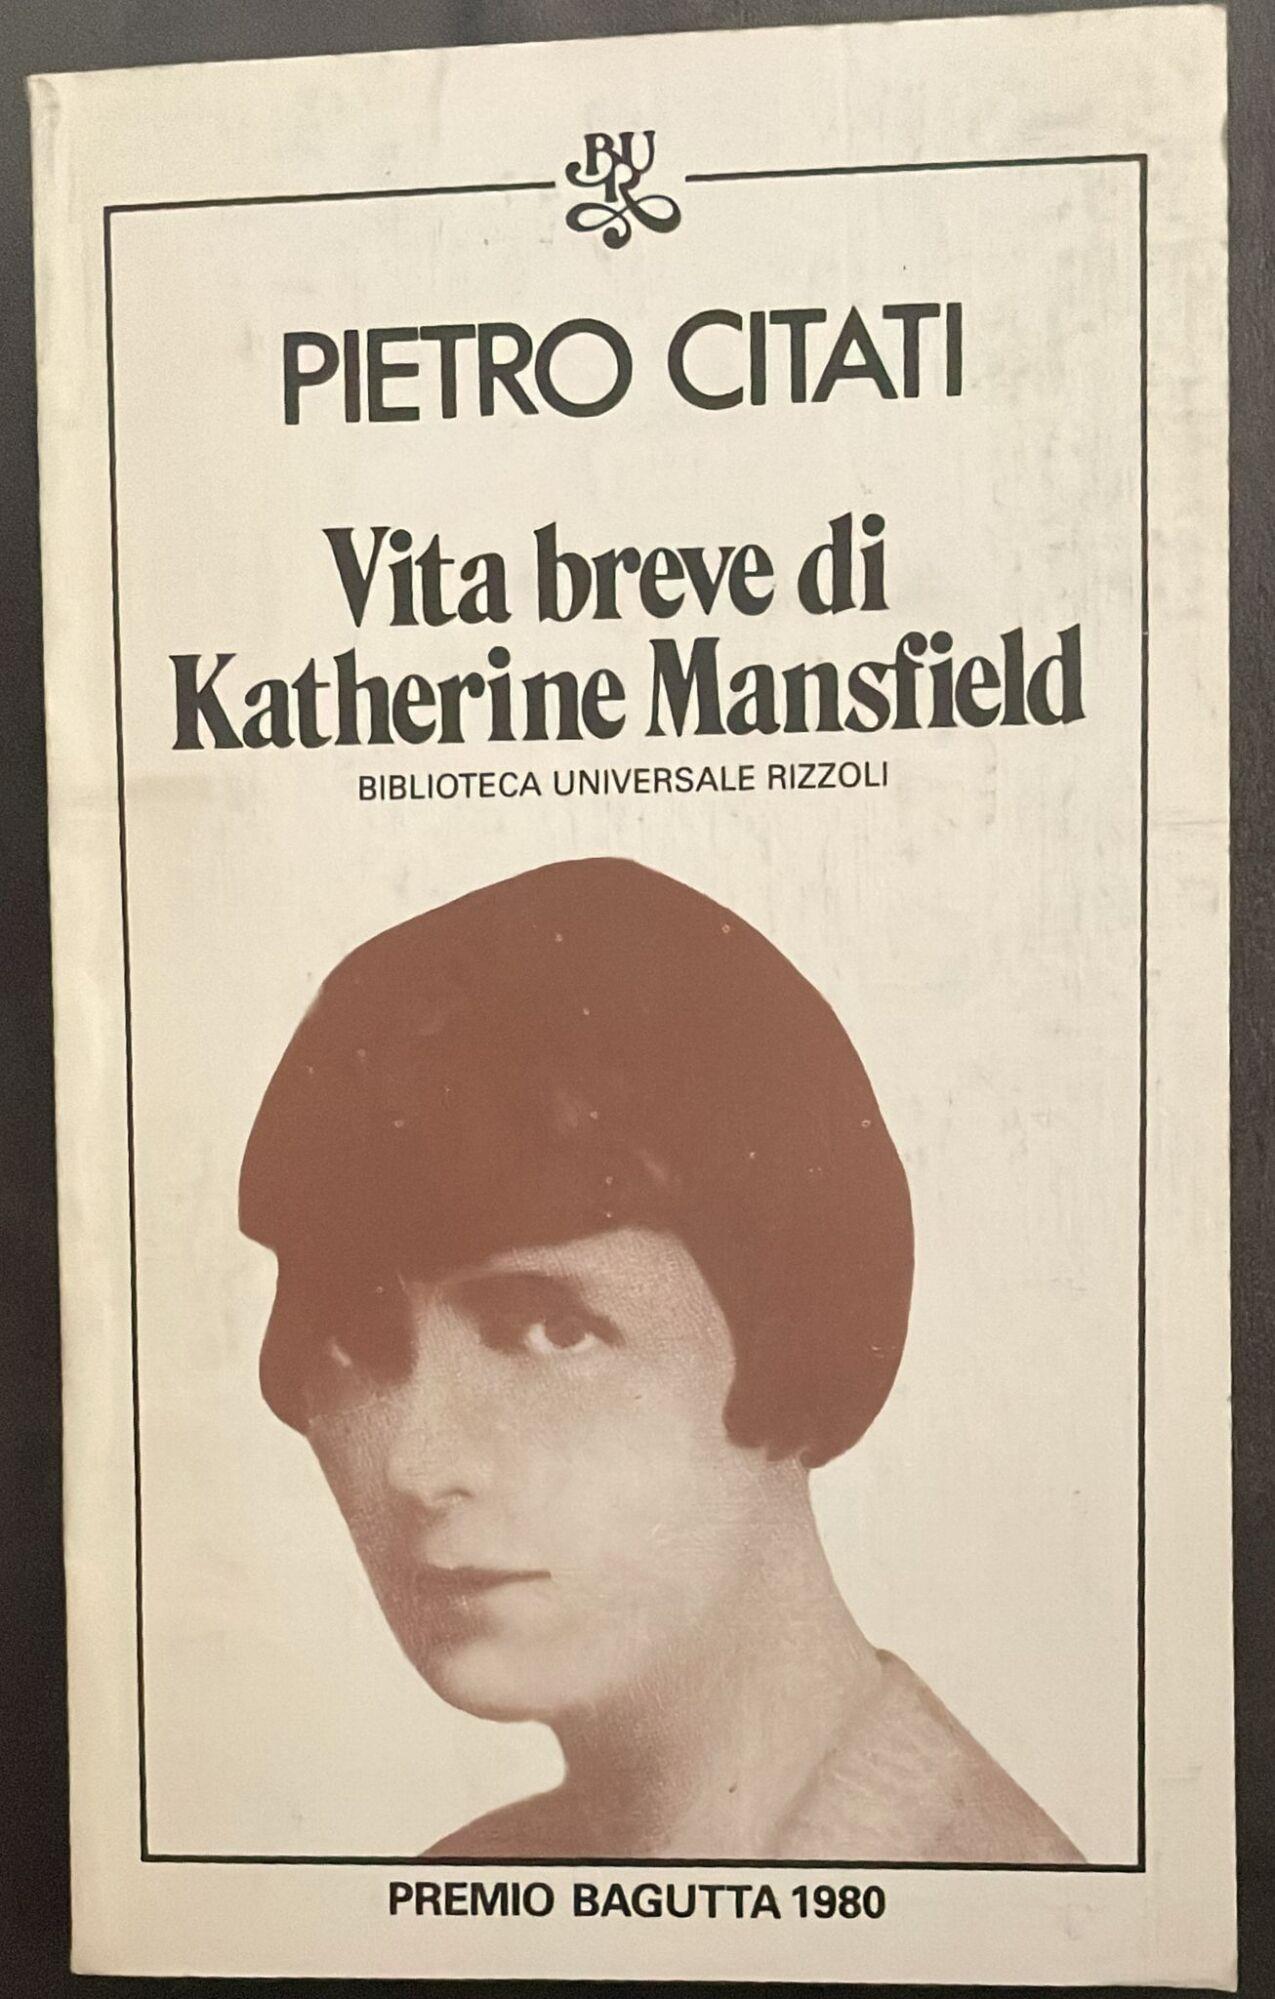 BUR
PIETRO CITATI
Vita breve di
Katherine Mansfield
BIBLIOTECA UNIVERSALE RIZZOLI
PREMIO BAGUTTA 1980